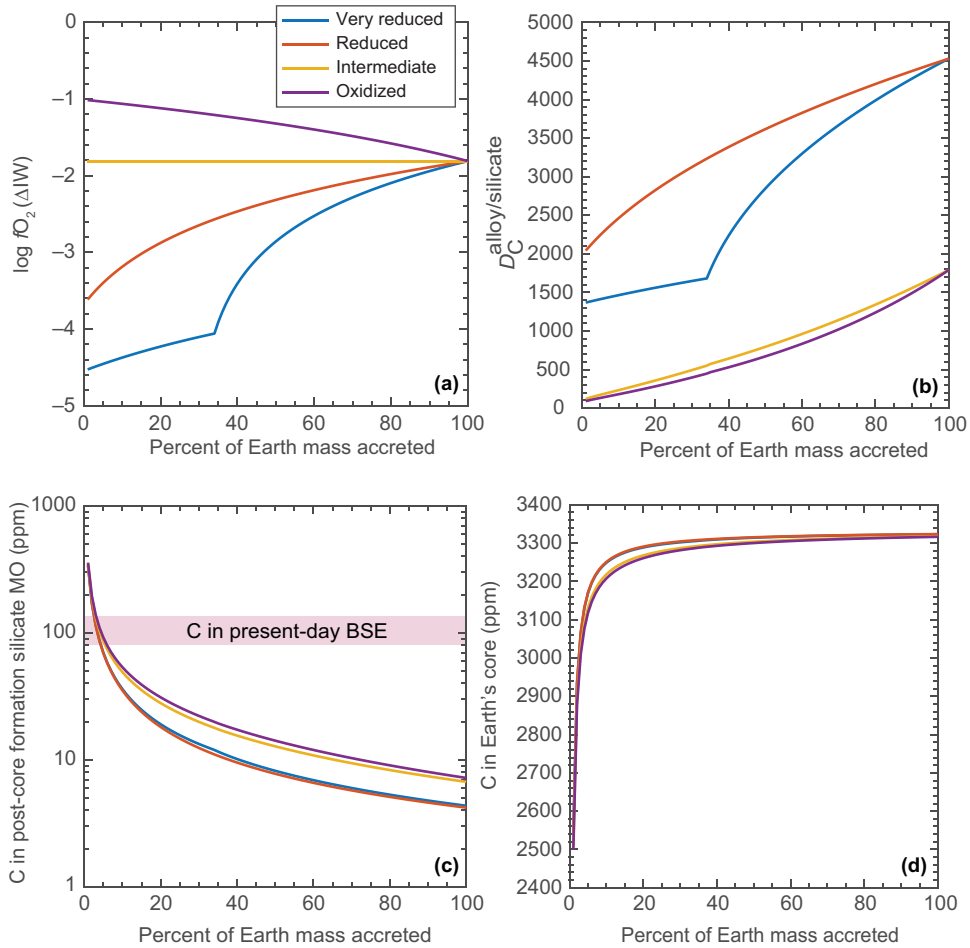 Very reduced
Reduced
Intermediate
Oxidized
0
–1
–2
–3
–4
–5
log fO2 (ΔIW)
0 20 40 60 80 100
Percent of Earth mass accreted
(a)
5000
4500
4000
3500
3000
2500
2000
1500
1000
500
0
D_C^alloy/silicate
0 20 40 60 80 100
Percent of Earth mass accreted
(b)
1000
100
10
1
C in post-core formation silicate MO (ppm)
C in present-day BSE
0 20 40 60 80 100
Percent of Earth mass accreted
(c)
3400
3300
3200
3100
3000
2900
2800
2700
2600
2500
2400
C in Earth's core (ppm)
0 20 40 60 80 100
Percent of Earth mass accreted
(d)